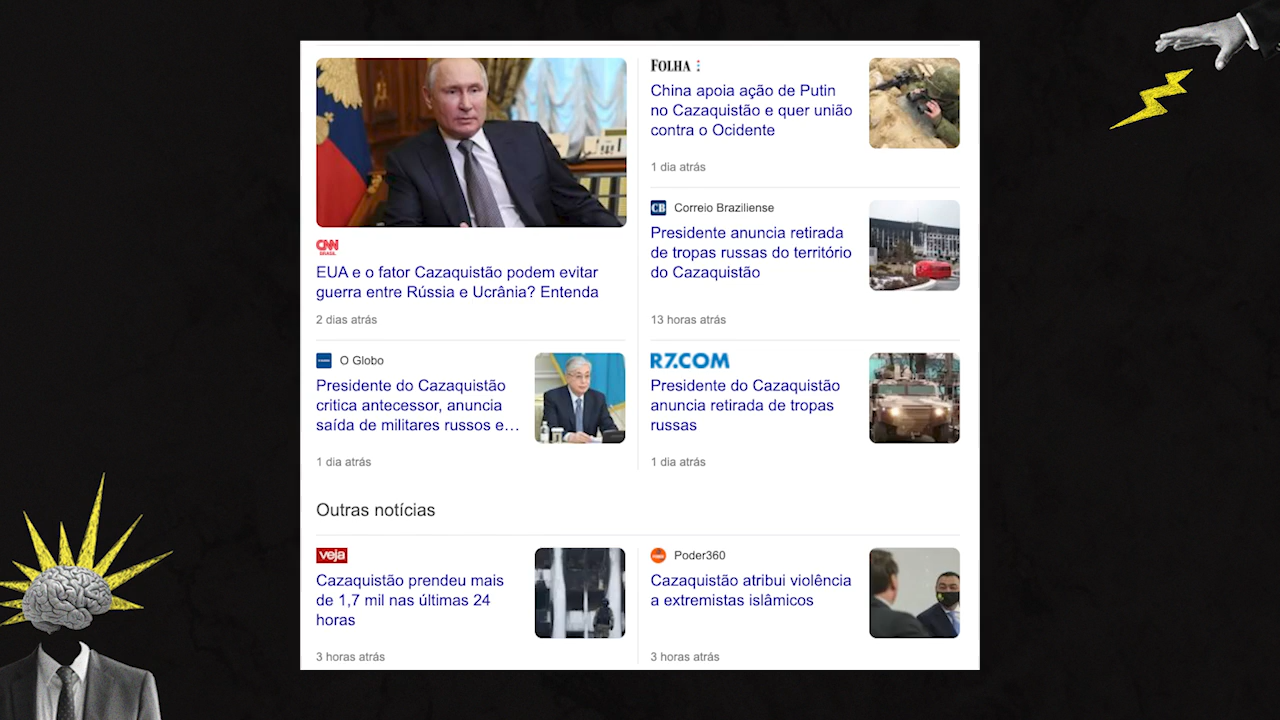 CNN
BRASIL
EUA e o fator Cazaquistão podem evitar
guerra entre Rússia e Ucrânia? Entenda
2 dias atrás
FOLHA
China apoia ação de Putin
no Cazaquistão e quer união
contra o Ocidente
1 dia atrás
CB Correio Braziliense
Presidente anuncia retirada
de tropas russas do território
do Cazaquistão
13 horas atrás
O Globo
Presidente do Cazaquistão
critica antecessor, anuncia
saída de militares russos e…
1 dia atrás
R7.COM
Presidente do Cazaquistão
anuncia retirada de tropas
russas
1 dia atrás
Outras notícias
veja
Cazaquistão prendeu mais
de 1,7 mil nas últimas 24
horas
3 horas atrás
Poder360
Cazaquistão atribui violência
a extremistas islâmicos
3 horas atrás